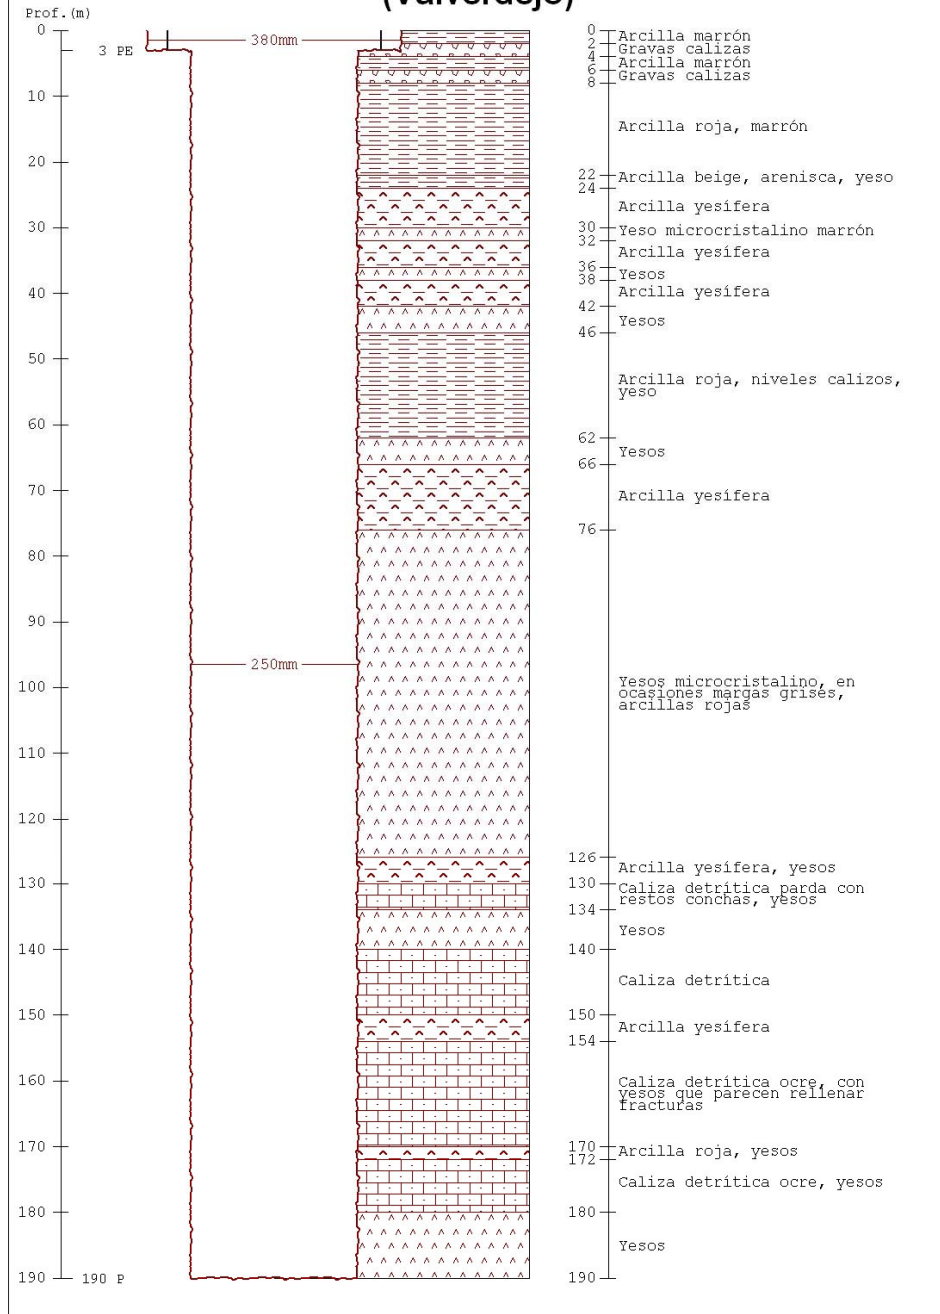 (Valverdejo)
Prof.(m)
0
3 PE
10
20
30
40
50
60
70
80
90
100
110
120
130
140
150
160
170
180
190
190 P
380mm
250mm
0
Arcilla marrón
2
Gravas calizas
4
Arcilla marrón
6
Gravas calizas
8
Arcilla roja, marrón
22
Arcilla beige, arenisca, yeso
24
Arcilla yesífera
30
Yeso microcristalino marrón
32
Arcilla yesífera
36
Yesos
38
Arcilla yesífera
42
Yesos
46
Arcilla roja, niveles calizos,
yeso
62
Yesos
66
Arcilla yesífera
76
Yesos microcristalino, en
ocasiones margas grises,
arcillas rojas
126
Arcilla yesífera, yesos
130
Caliza detrítica parda con
restos conchas, yesos
134
Yesos
140
Caliza detrítica
150
Arcilla yesífera
154
Caliza detrítica ocre, con
yesos que parecen rellenar
fracturas
170
Arcilla roja, yesos
172
Caliza detrítica ocre, yesos
180
Yesos
190